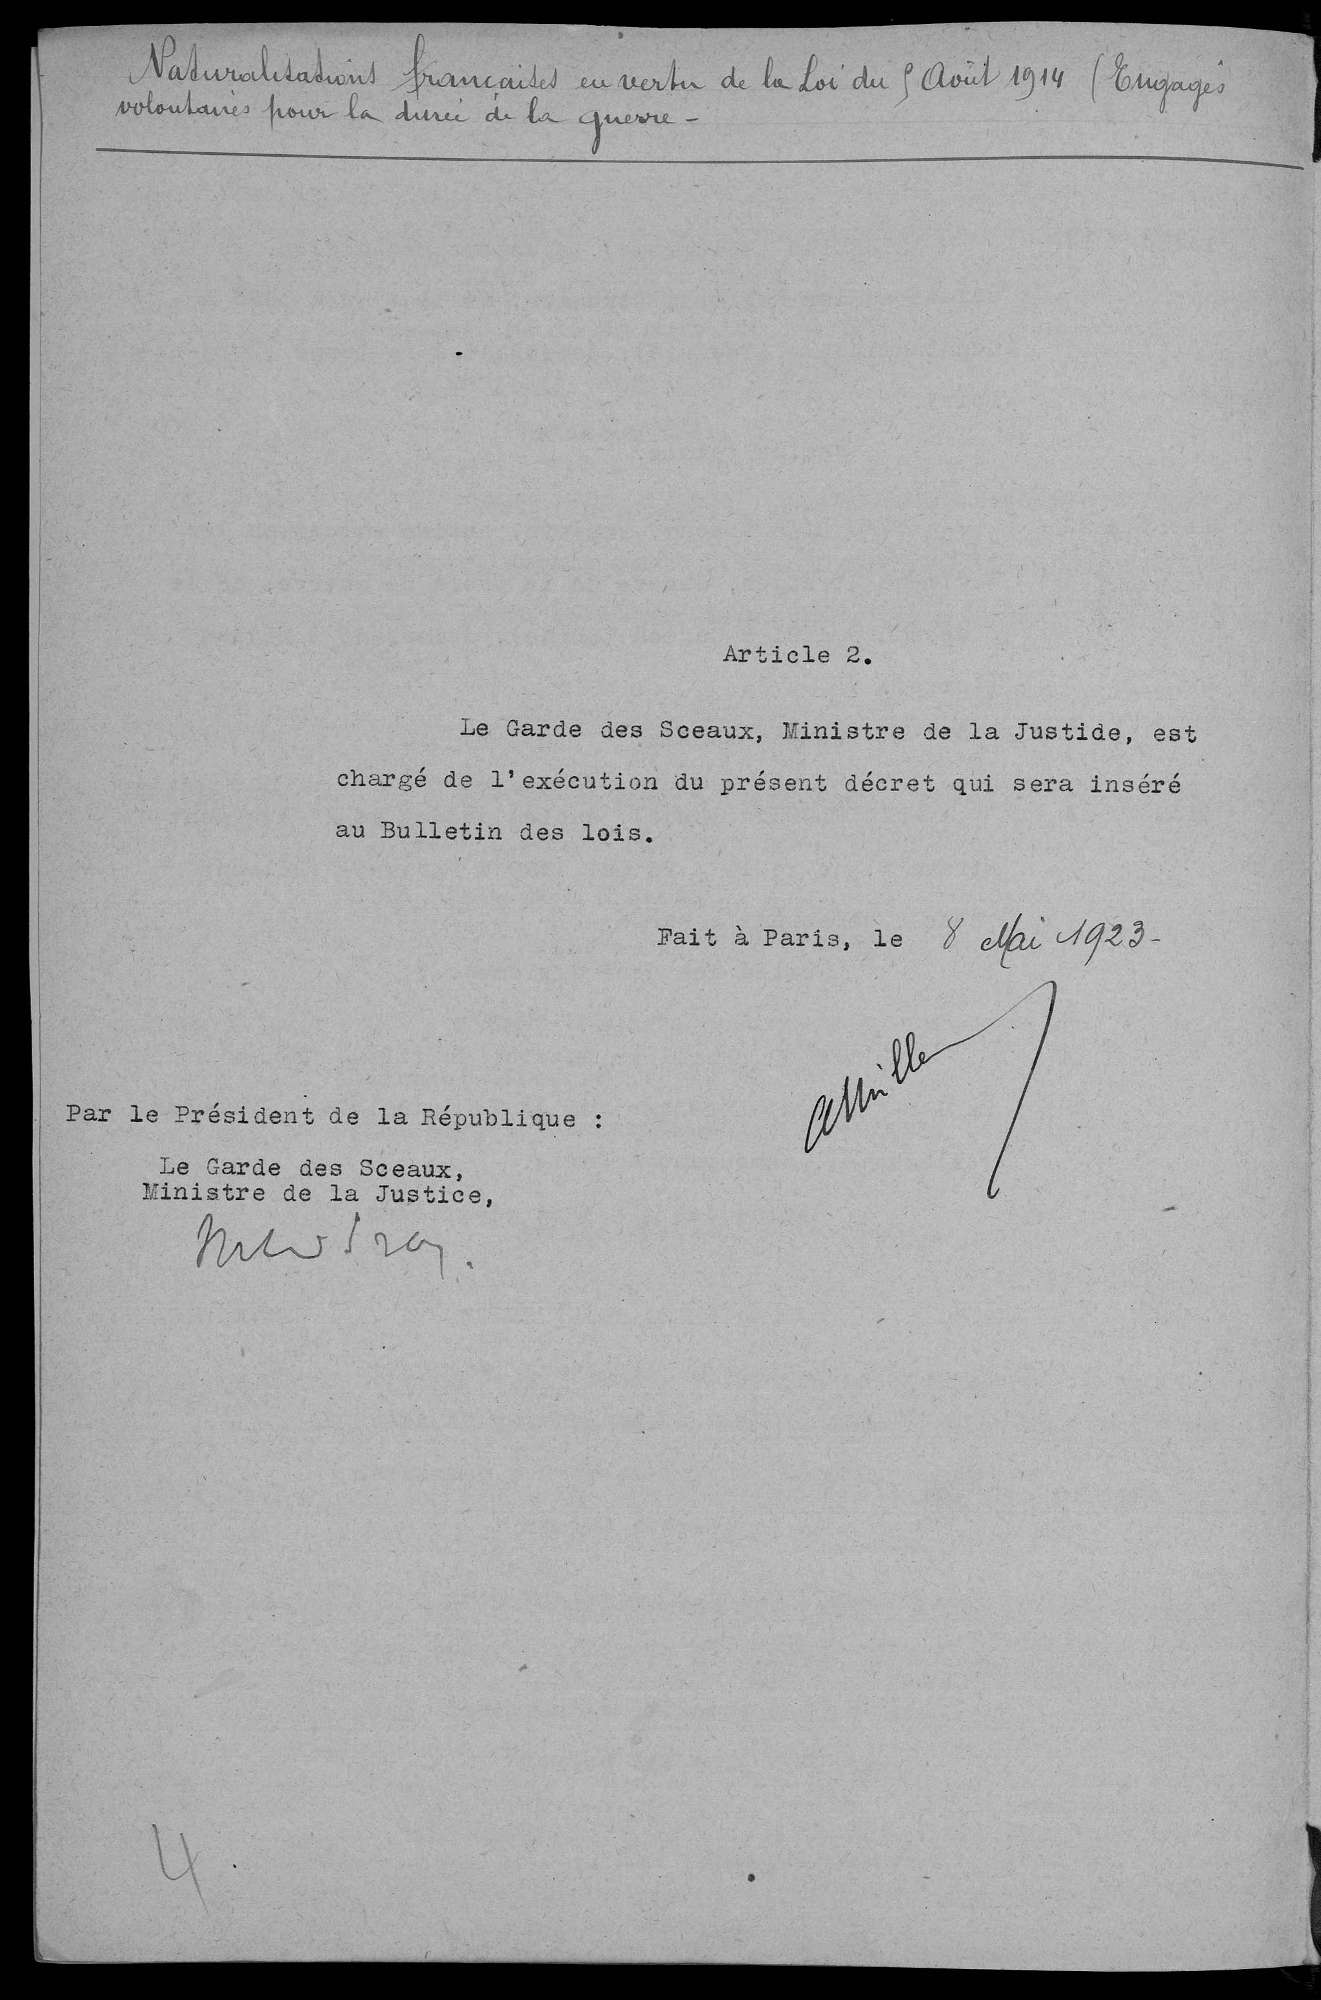 Naturalisations françaises en vertu de la Loi du 5 Août 1914 (Engagés
volontaires pour la durée de la guerre -
Article 2.
Le Garde des Sceaux, Ministre de la Justide, est
chargé de l'exécution du présent décret qui sera inséré
au Bulletin des lois.
Fait à Paris, le 8 Mai 1923-
Par le Président de la République :
Le Garde des Sceaux,
Ministre de la Justice,
4